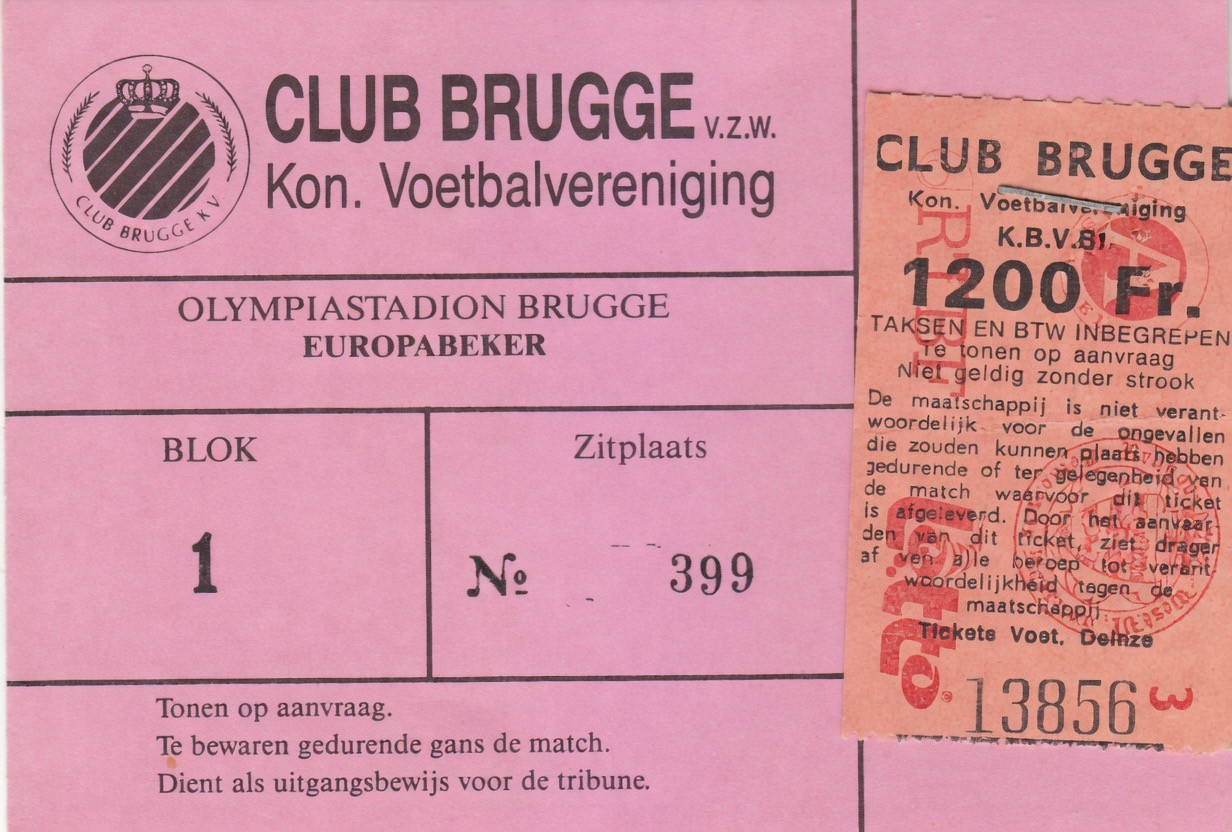 CLUB BRUGGE K V
CLUB BRUGGE V.Z.W.
Kon. Voetbalvereniging
OLYMPIASTADION BRUGGE
EUROPABEKER
BLOK
Zitplaats
1
No 399
Tonen op aanvraag.
Te bewaren gedurende gans de match.
Dient als uitgangsbewijs voor de tribune.
CLUB BRUGGE
Kon. Voetbalvereniging
K.B.V.B1.
1200 Fr.
TAKSEN EN BTW INBEGREPEN
Te tonen op aanvraag
Niet geldig zonder strook
De maatschappij is niet verant-
woordelijk voor de ongevallen
die zouden kunnen plaats hebben
gedurende of ter gelegenheid van
de match waarvoor dit ticket
is afgeleverd. Door het aanvaar-
den van dit ticket, ziet drager
af van alle beroep tot verant-
woordelijkheid tegen de
maatschappij.
Tickets Voet. Deinze
13856
3
Lotto